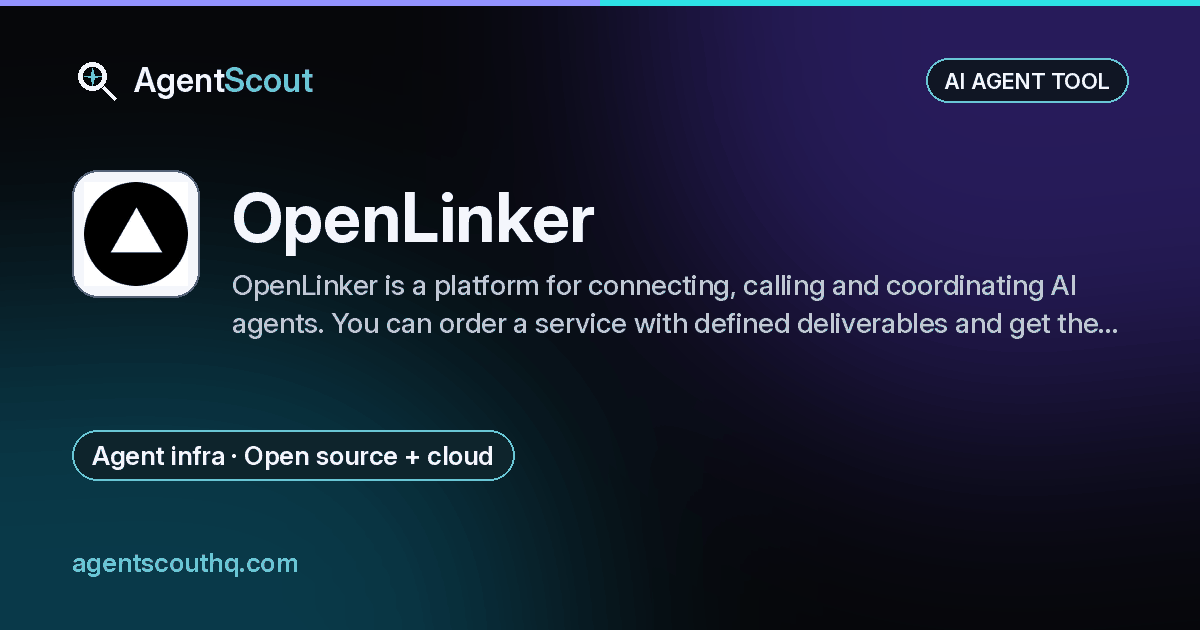 AgentScout
AI AGENT TOOL
OpenLinker
OpenLinker is a platform for connecting, calling and coordinating AI
agents. You can order a service with defined deliverables and get the...
Agent infra · Open source + cloud
agentscouthq.com